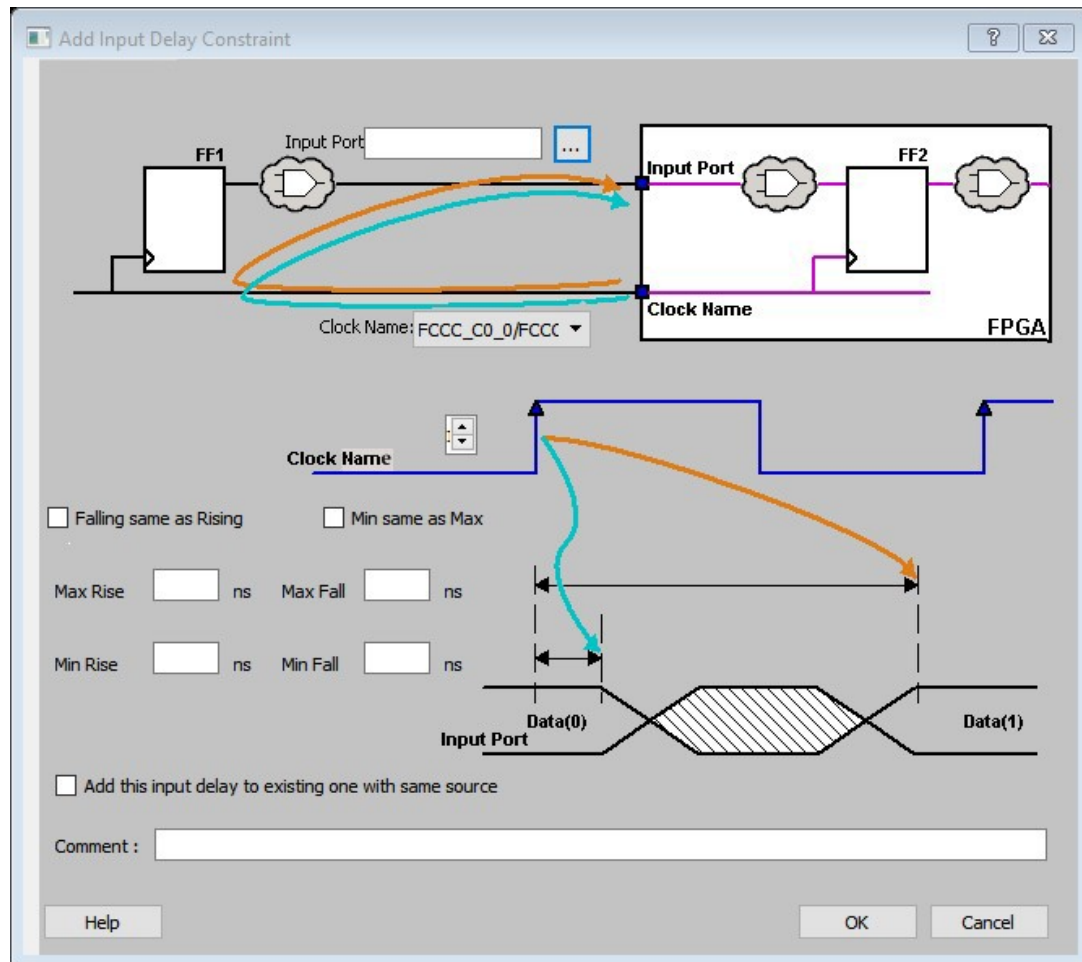 Add Input Delay Constraint
Input Port
...
FF1
Input Port
FF2
Clock Name
FPGA
Clock Name:
FCCC_C0_0/FCCC
Clock Name
Falling same as Rising
Min same as Max
Max Rise
ns
Max Fall
ns
Min Rise
ns
Min Fall
ns
Data(0)
Data(1)
Input Port
Add this input delay to existing one with same source
Comment :
Help
OK
Cancel